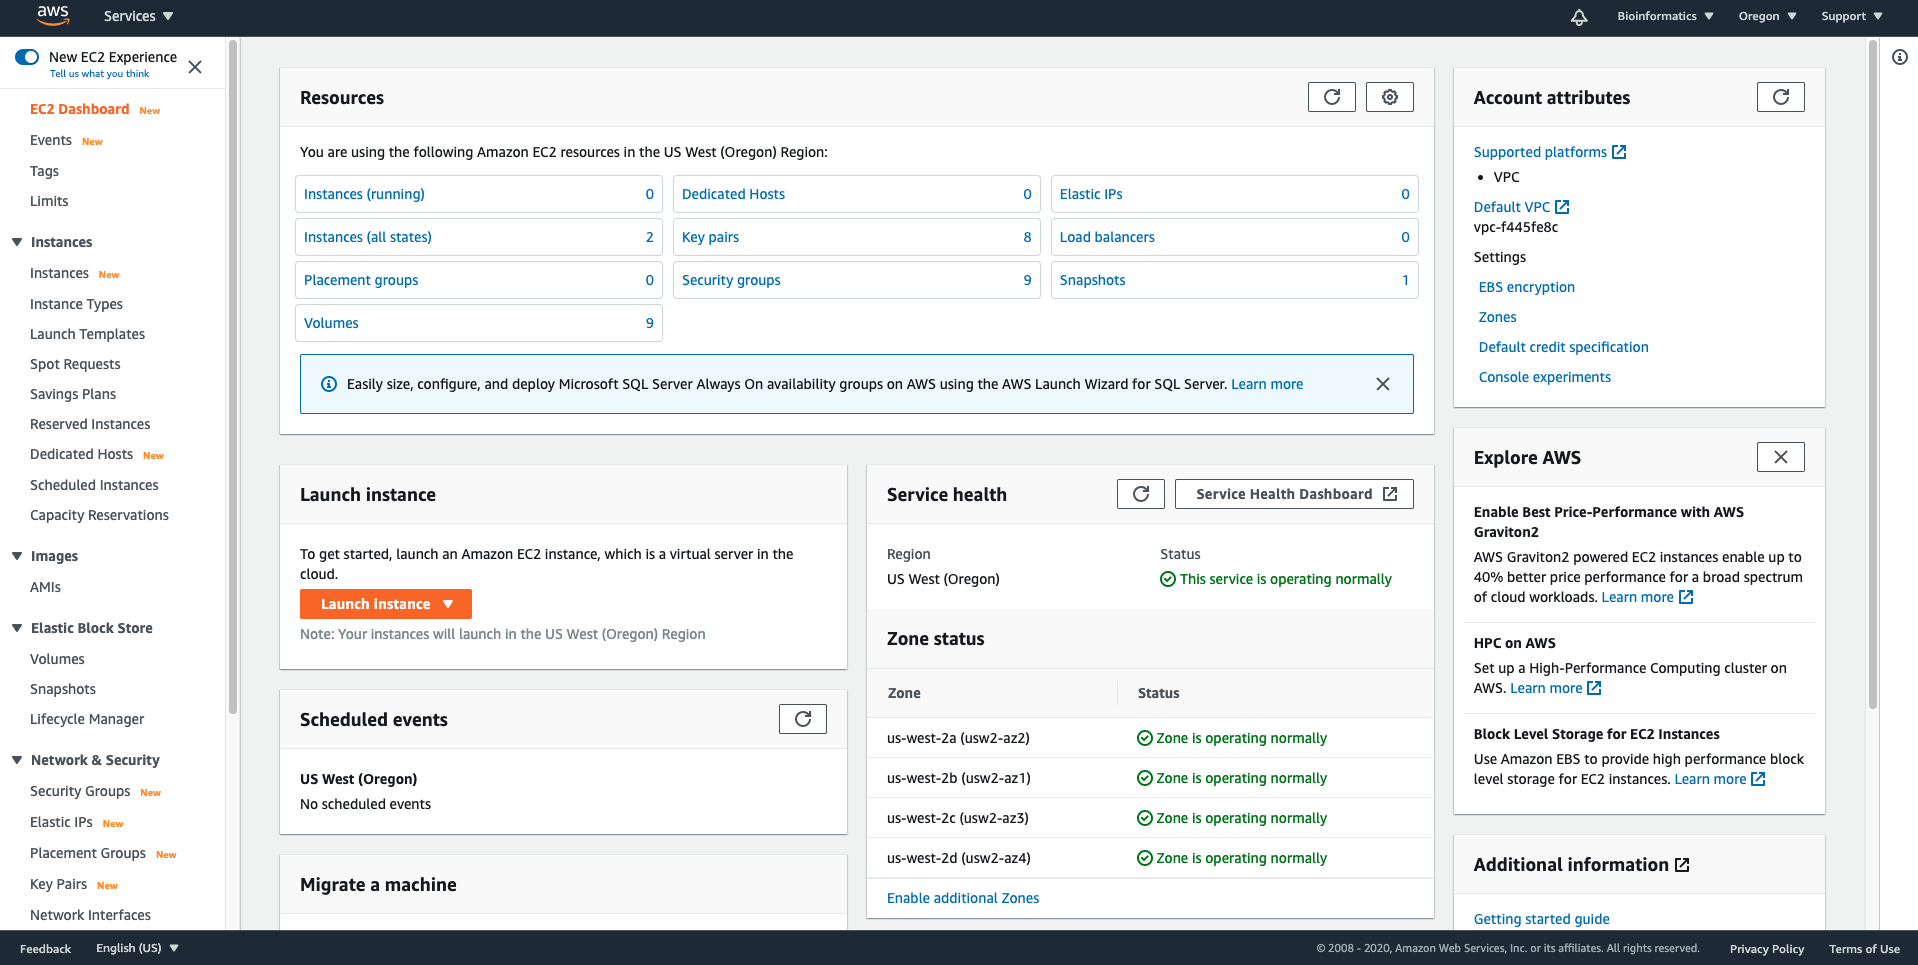 aws
Services
Bioinformatics
Oregon
Support
New EC2 Experience
Tell us what you think
EC2 Dashboard New
Events New
Tags
Limits
Instances
Instances New
Instance Types
Launch Templates
Spot Requests
Savings Plans
Reserved Instances
Dedicated Hosts New
Scheduled Instances
Capacity Reservations
Images
AMIs
Elastic Block Store
Volumes
Snapshots
Lifecycle Manager
Network & Security
Security Groups New
Elastic IPs New
Placement Groups New
Key Pairs New
Network Interfaces
Resources
You are using the following Amazon EC2 resources in the US West (Oregon) Region:
Instances (running) 0
Dedicated Hosts 0
Elastic IPs 0
Instances (all states) 2
Key pairs 8
Load balancers 0
Placement groups 0
Security groups 9
Snapshots 1
Volumes 9
Easily size, configure, and deploy Microsoft SQL Server Always On availability groups on AWS using the AWS Launch Wizard for SQL Server. Learn more
Launch instance
To get started, launch an Amazon EC2 instance, which is a virtual server in the
cloud.
Launch instance
Note: Your instances will launch in the US West (Oregon) Region
Scheduled events
US West (Oregon)
No scheduled events
Migrate a machine
Service health
Service Health Dashboard
Region
Status
US West (Oregon)
This service is operating normally
Zone status
Zone
Status
us-west-2a (usw2-az2)
Zone is operating normally
us-west-2b (usw2-az1)
Zone is operating normally
us-west-2c (usw2-az3)
Zone is operating normally
us-west-2d (usw2-az4)
Zone is operating normally
Enable additional Zones
Account attributes
Supported platforms
• VPC
Default VPC
vpc-f445fe8c
Settings
EBS encryption
Zones
Default credit specification
Console experiments
Explore AWS
Enable Best Price-Performance with AWS
Graviton2
AWS Graviton2 powered EC2 instances enable up to
40% better price performance for a broad spectrum
of cloud workloads. Learn more
HPC on AWS
Set up a High-Performance Computing cluster on
AWS. Learn more
Block Level Storage for EC2 Instances
Use Amazon EBS to provide high performance block
level storage for EC2 instances. Learn more
Additional information
Getting started guide
Feedback
English (US)
© 2008 - 2020, Amazon Web Services, Inc. or its affiliates. All rights reserved.
Privacy Policy
Terms of Use